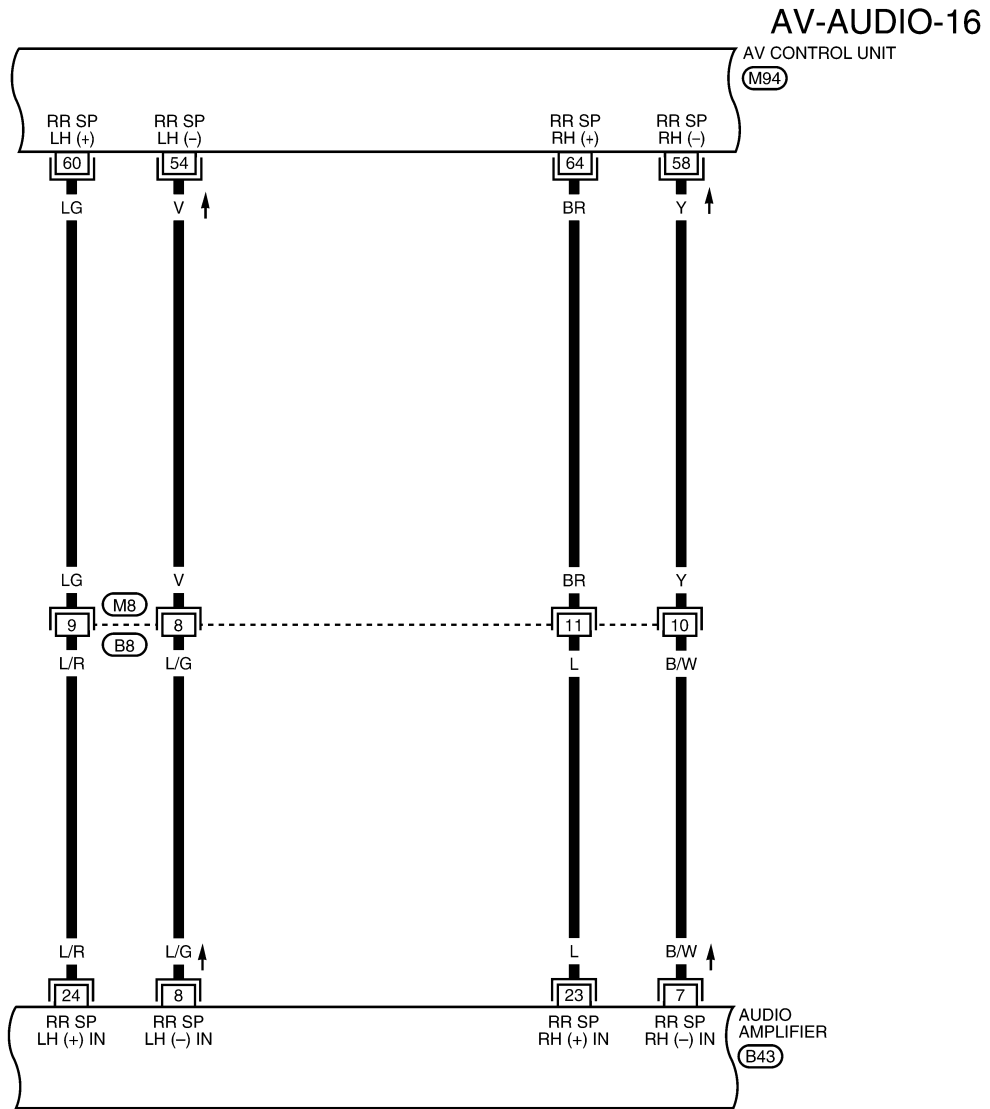 AV-AUDIO-16
AV CONTROL UNIT
M94
RR SP
LH (+)
RR SP
LH (–)
RR SP
RH (+)
RR SP
RH (–)
60
54
64
58
LG
V
BR
Y
LG
V
BR
Y
M8
9
8
11
10
B8
L/R
L/G
L
B/W
L/R
L/G
L
B/W
24
8
23
7
RR SP
LH (+) IN
RR SP
LH (–) IN
RR SP
RH (+) IN
RR SP
RH (–) IN
AUDIO
AMPLIFIER
B43